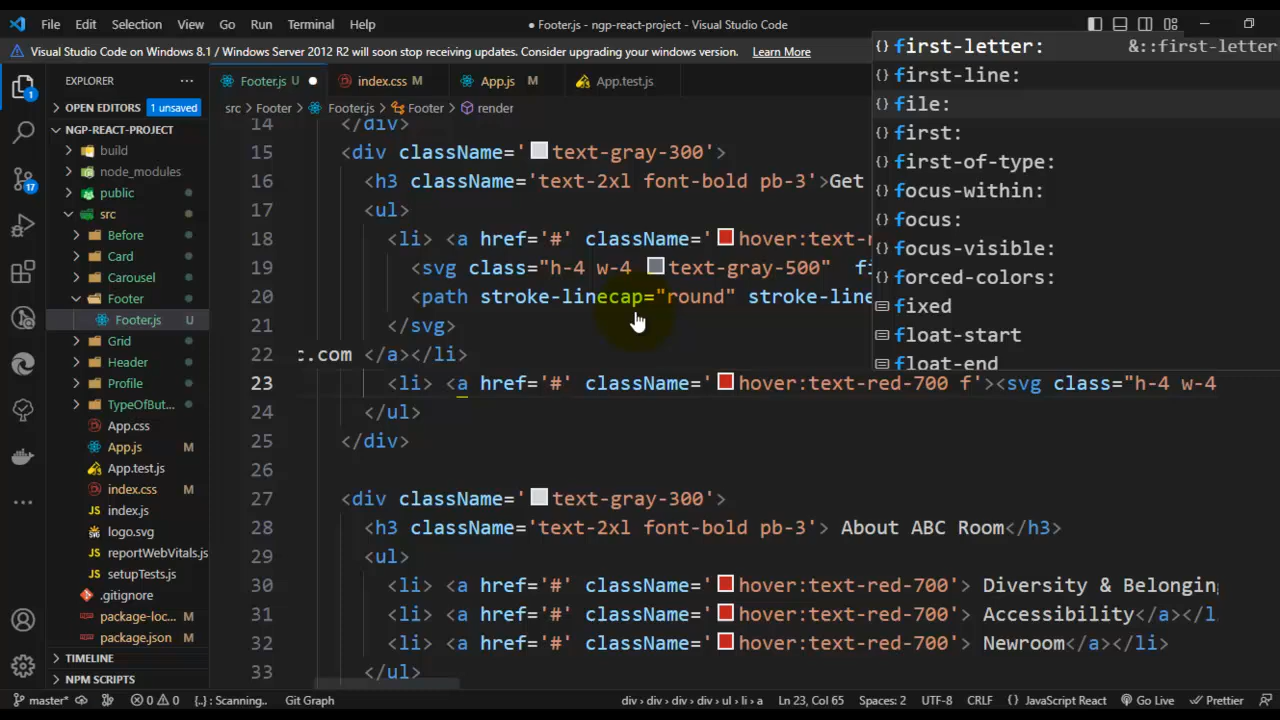 File Edit Selection View Go Run Terminal Help
● Footer.js - ngp-react-project - Visual Studio Code
Visual Studio Code on Windows 8.1 / Windows Server 2012 R2 will soon stop receiving updates. Consider upgrading your windows version. Learn More
EXPLORER ...
OPEN EDITORS 1 unsaved
NGP-REACT-PROJECT
build
node_modules
public
src
Before
Card
Carousel
Footer
Footer.js U
Grid
Header
Profile
TypeOfBut...
App.css
App.js M
App.test.js
index.css M
index.js
logo.svg
reportWebVitals.js
setupTests.js
.gitignore
package-loc... M
package.json M
TIMELINE
NPM SCRIPTS
1
17
Footer.js U ● index.css M App.js M App.test.js
src > Footer > Footer.js > Footer > render
14 </div>
15 <div className='text-gray-300'>
16 <h3 className='text-2xl font-bold pb-3'>Get
17 <ul>
18 <li> <a href='#' className='hover:text-r
19 <svg class="h-4 w-4 text-gray-500" fi
20 <path stroke-linecap="round" stroke-line
21 </svg>
22 c.com </a></li>
23 <li> <a href='#' className='hover:text-red-700 f'><svg class="h-4 w-4
24 </ul>
25 </div>
26
27 <div className='text-gray-300'>
28 <h3 className='text-2xl font-bold pb-3'> About ABC Room</h3>
29 <ul>
30 <li> <a href='#' className='hover:text-red-700'> Diversity & Belonging
31 <li> <a href='#' className='hover:text-red-700'> Accessibility</a></l
32 <li> <a href='#' className='hover:text-red-700'> Newroom</a></li>
33 </ul>
first-letter: &::first-letter
first-line:
file:
first:
first-of-type:
focus-within:
focus:
focus-visible:
forced-colors:
fixed
float-start
float-end
master* 0 0 {..} : Scanning.. Git Graph div › div › div › div › ul › li › a Ln 23, Col 65 Spaces: 2 UTF-8 CRLF {} JavaScript React Go Live Prettier